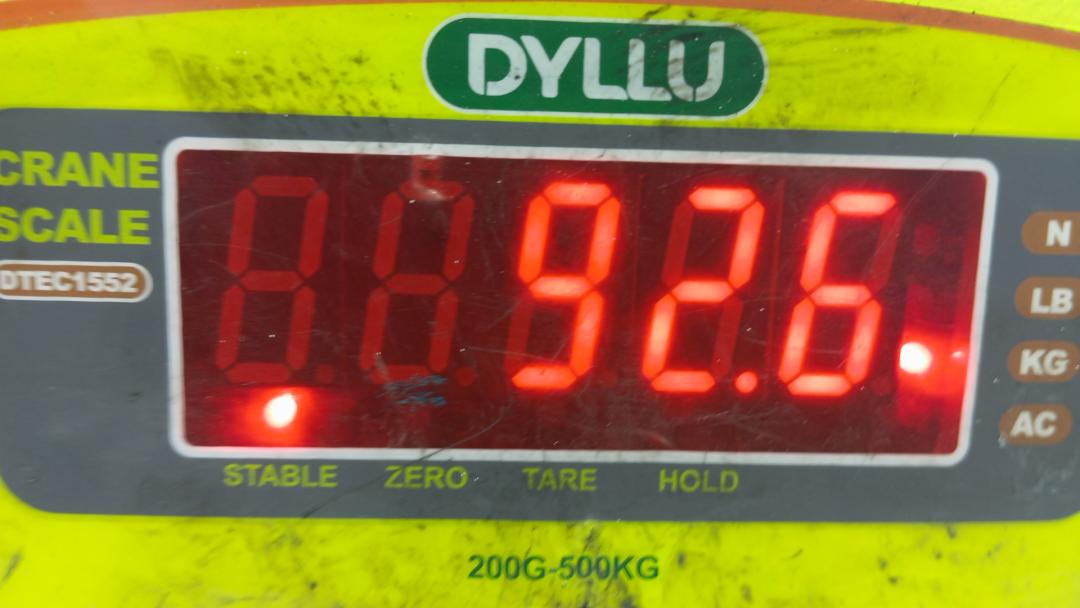 DYLLU
CRANE
SCALE
DTEC1552
92.6
N
LB
KG
AC
STABLE ZERO TARE HOLD
200G-500KG